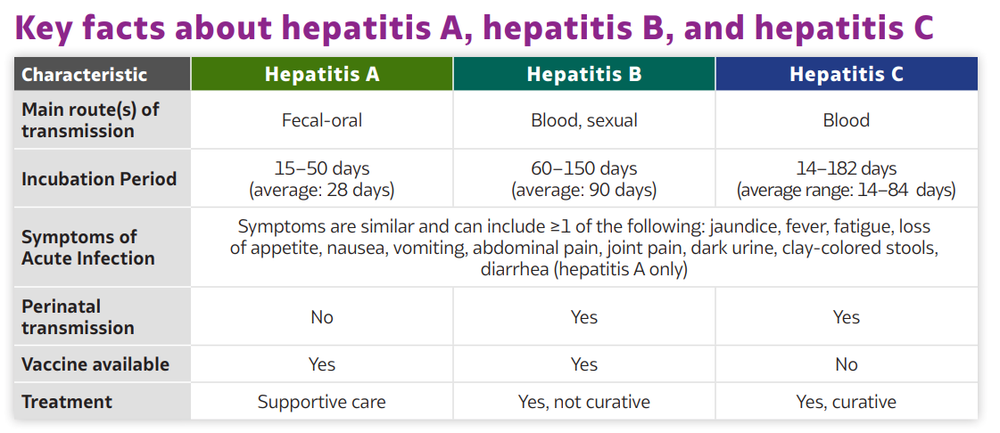 Key facts about hepatitis A, hepatitis B, and hepatitis C
Characteristic
Hepatitis A
Hepatitis B
Hepatitis C
Main route(s) of
transmission
Fecal-oral
Blood, sexual
Blood
Incubation Period
15–50 days
(average: 28 days)
60–150 days
(average: 90 days)
14–182 days
(average range: 14–84 days)
Symptoms of
Acute Infection
Symptoms are similar and can include ≥1 of the following: jaundice, fever, fatigue, loss
of appetite, nausea, vomiting, abdominal pain, joint pain, dark urine, clay-colored stools,
diarrhea (hepatitis A only)
Perinatal
transmission
No
Yes
Yes
Vaccine available
Yes
Yes
No
Treatment
Supportive care
Yes, not curative
Yes, curative